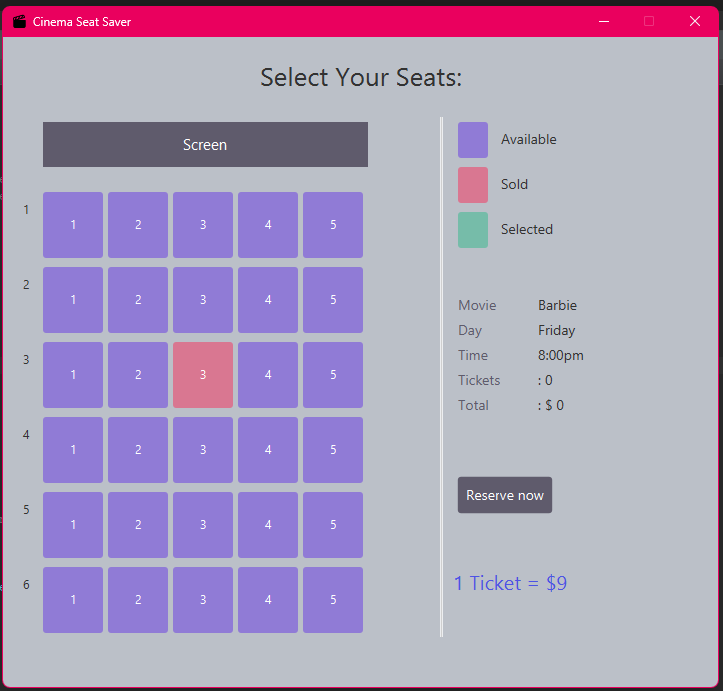 Cinema Seat Saver
Select Your Seats:
Screen
1 1 2 3 4 5
2 1 2 3 4 5
3 1 2 3 4 5
4 1 2 3 4 5
5 1 2 3 4 5
6 1 2 3 4 5
Available
Sold
Selected
Movie Barbie
Day Friday
Time 8:00pm
Tickets : 0
Total : $ 0
Reserve now
1 Ticket = $9